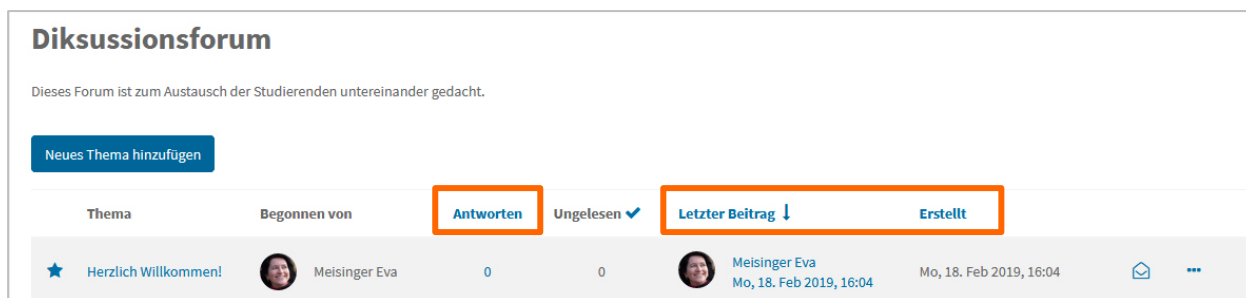 Diksussionsforum
Dieses Forum ist zum Austausch der Studierenden untereinander gedacht.
Neues Thema hinzufügen
Thema Begonnen von Antworten Ungelesen ✔ Letzter Beitrag ↓ Erstellt
Herzlich Willkommen! Meisinger Eva 0 0 Meisinger Eva Mo, 18. Feb 2019, 16:04
Mo, 18. Feb 2019, 16:04